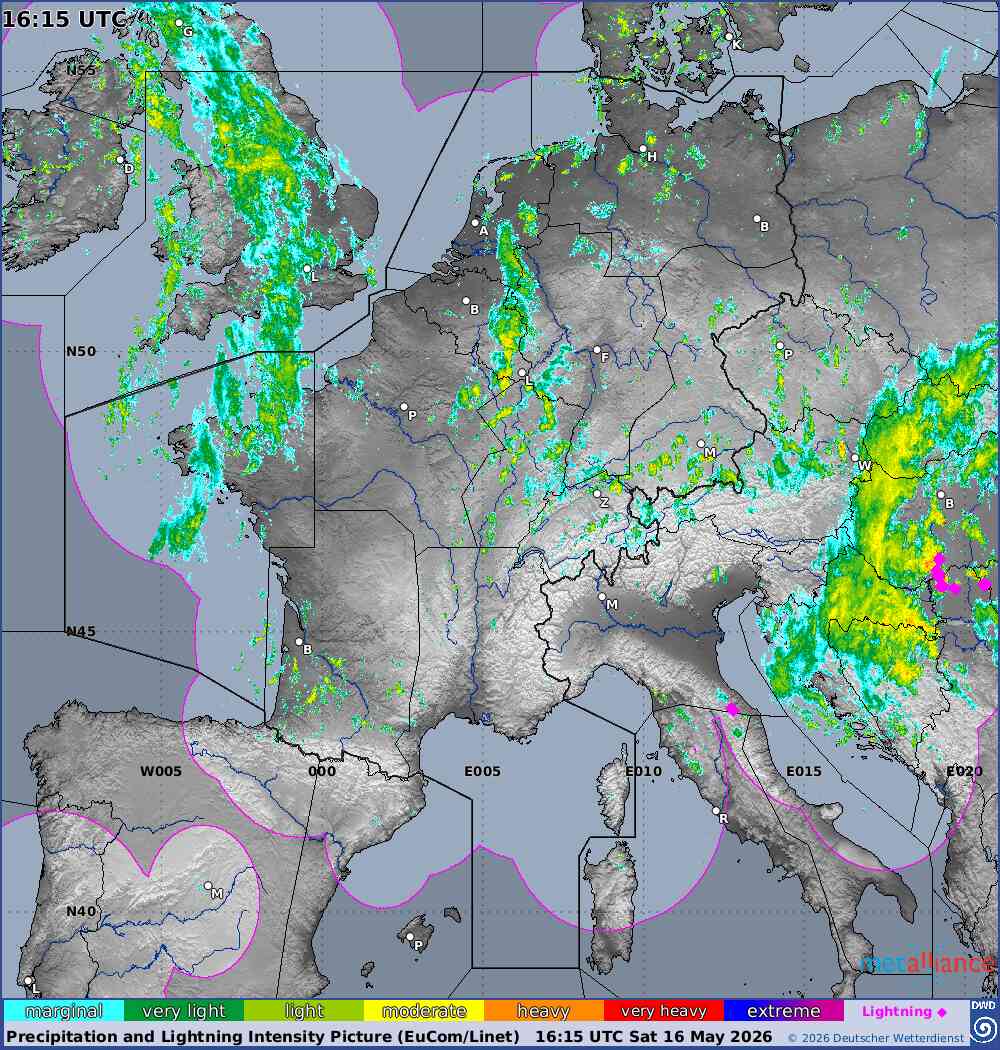 16:15 UTC
G
K
N55
D
H
A
B
L
B
N50
F
P
L
P
M
W
Z
B
M
N45
B
W005
000
E005
E010
E015
E020
R
M
N40
P
metalliance
L
marginal very light light moderate heavy very heavy extreme Lightning
DWD
Precipitation and Lightning Intensity Picture (EuCom/Linet) 16:15 UTC Sat 16 May 2026 © 2026 Deutscher Wetterdienst